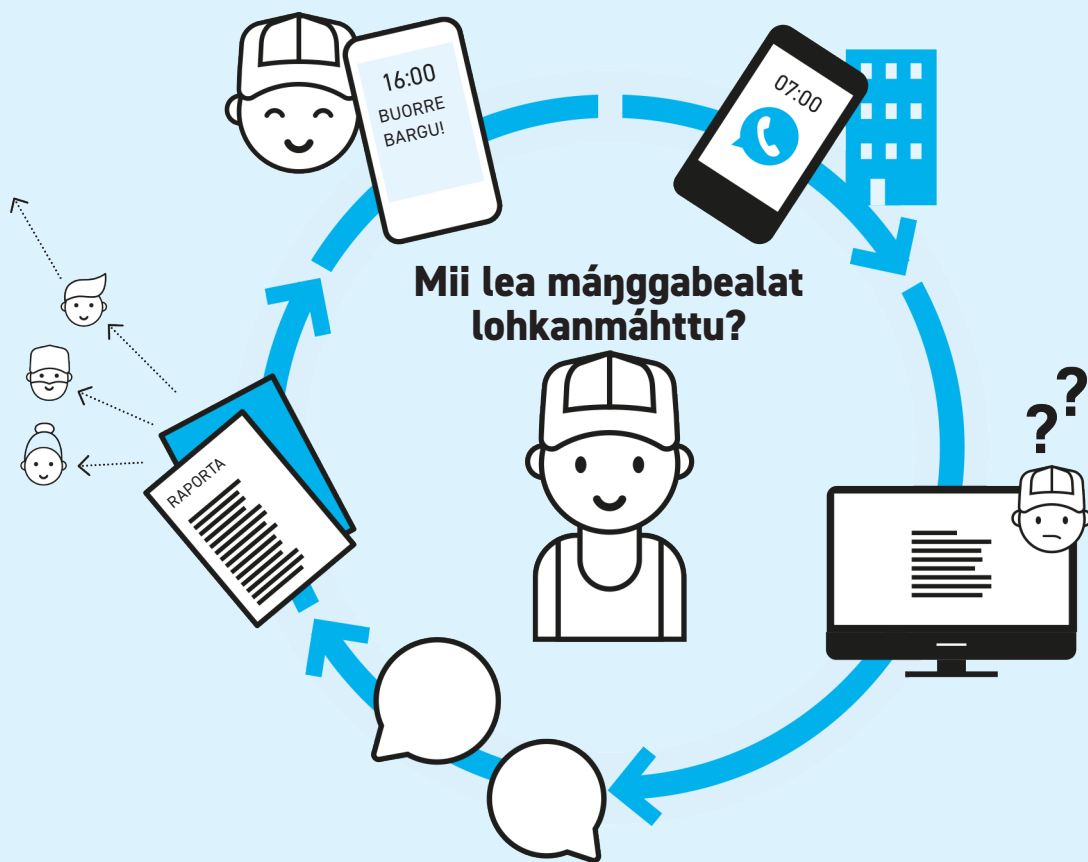 16:00
BUORRE
BARGU!
07:00
Mii lea máŋggabealat
lohkanmáhttu?
??
RAPORTA